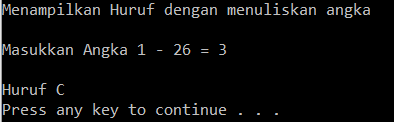 Menampilkan Huruf dengan menuliskan angka
Masukkan Angka 1 - 26 = 3
Huruf C
Press any key to continue . . .